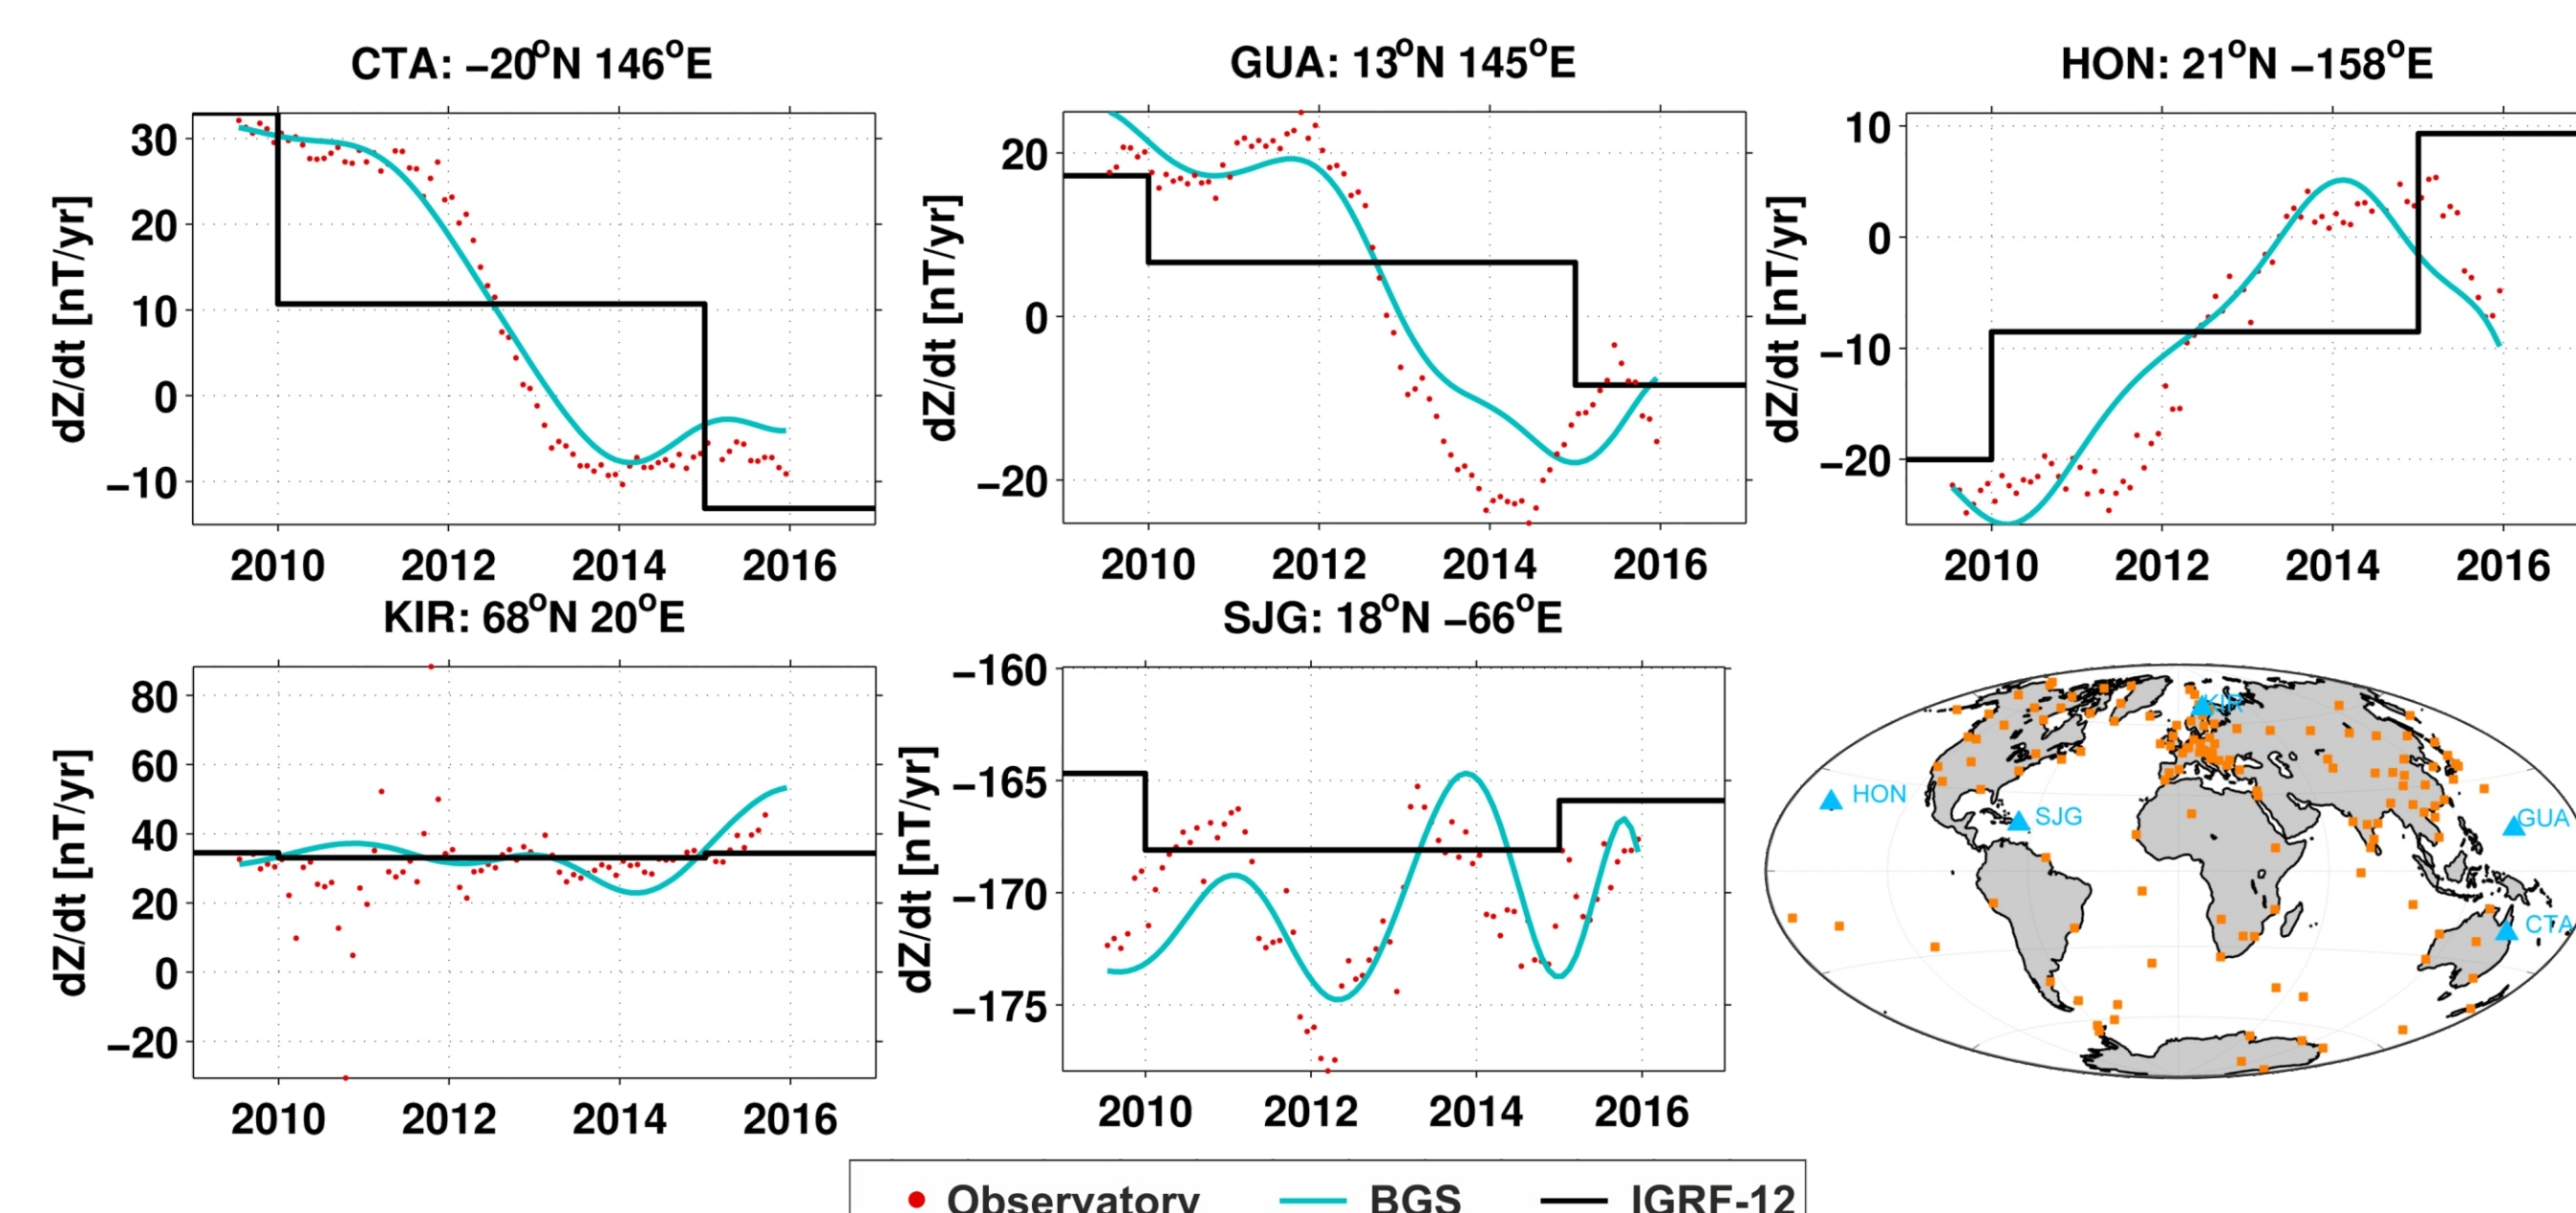 CTA: −20°N 146°E
GUA: 13°N 145°E
HON: 21°N −158°E
dZ/dt [nT/yr]
30
20
10
0
−10
2010 2012 2014 2016
dZ/dt [nT/yr]
20
0
−20
2010 2012 2014 2016
dZ/dt [nT/yr]
10
0
−10
−20
2010 2012 2014 2016
KIR: 68°N 20°E
SJG: 18°N −66°E
dZ/dt [nT/yr]
80
60
40
20
0
−20
2010 2012 2014 2016
dZ/dt [nT/yr]
−160
−165
−170
−175
2010 2012 2014 2016
KIR
HON
SJG
GUA
CTA
Observatory BGS IGRF-12